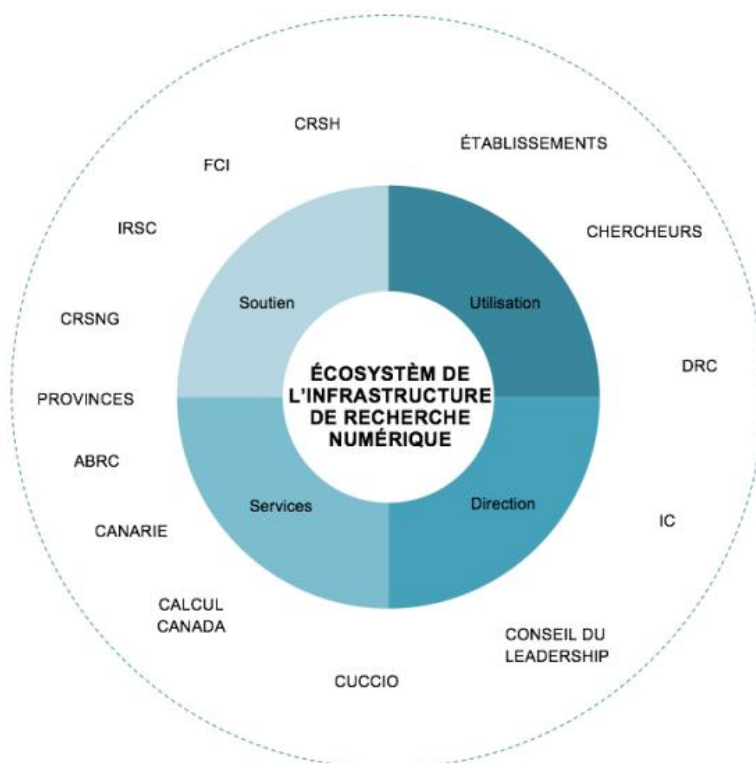 CRSH
ÉTABLISSEMENTS
FCI
IRSC
CHERCHEURS
Soutien
Utilisation
CRSNG
DRC
ÉCOSYSTÈM DE
L'INFRASTRUCTURE
DE RECHERCHE
NUMÉRIQUE
PROVINCES
ABRC
Services
Direction
CANARIE
IC
CALCUL
CANADA
CONSEIL DU
LEADERSHIP
CUCCIO